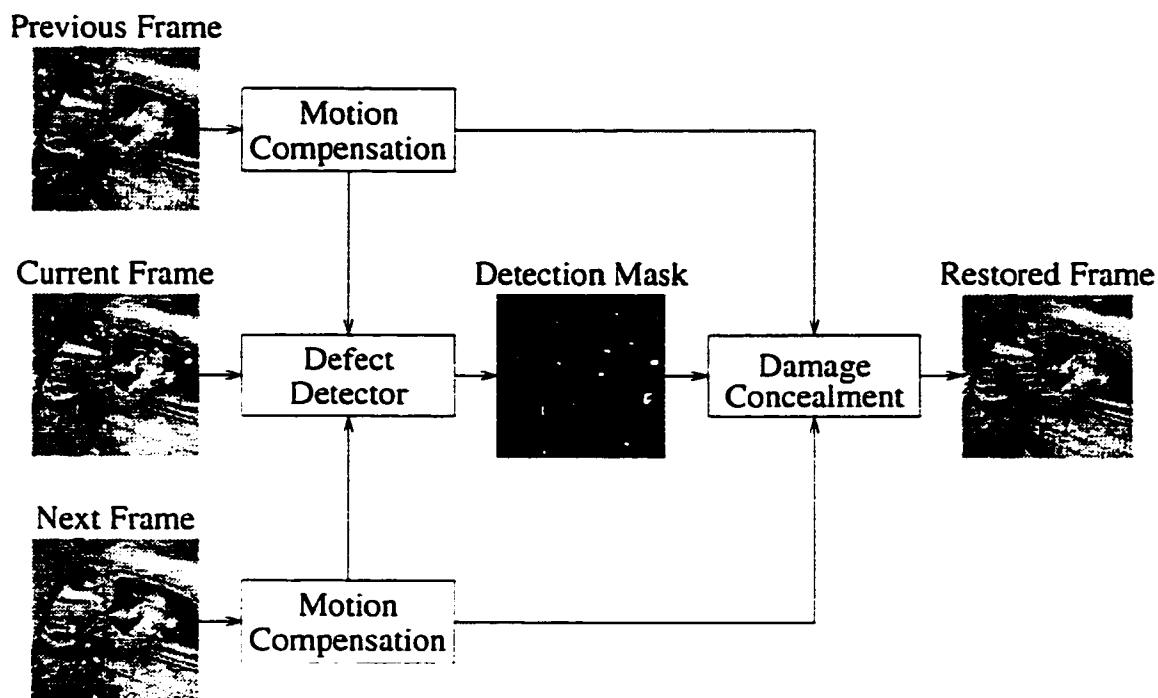 Previous Frame
Motion
Compensation
Current Frame
Detection Mask
Restored Frame
Defect
Detector
Damage
Concealment
Next Frame
Motion
Compensation